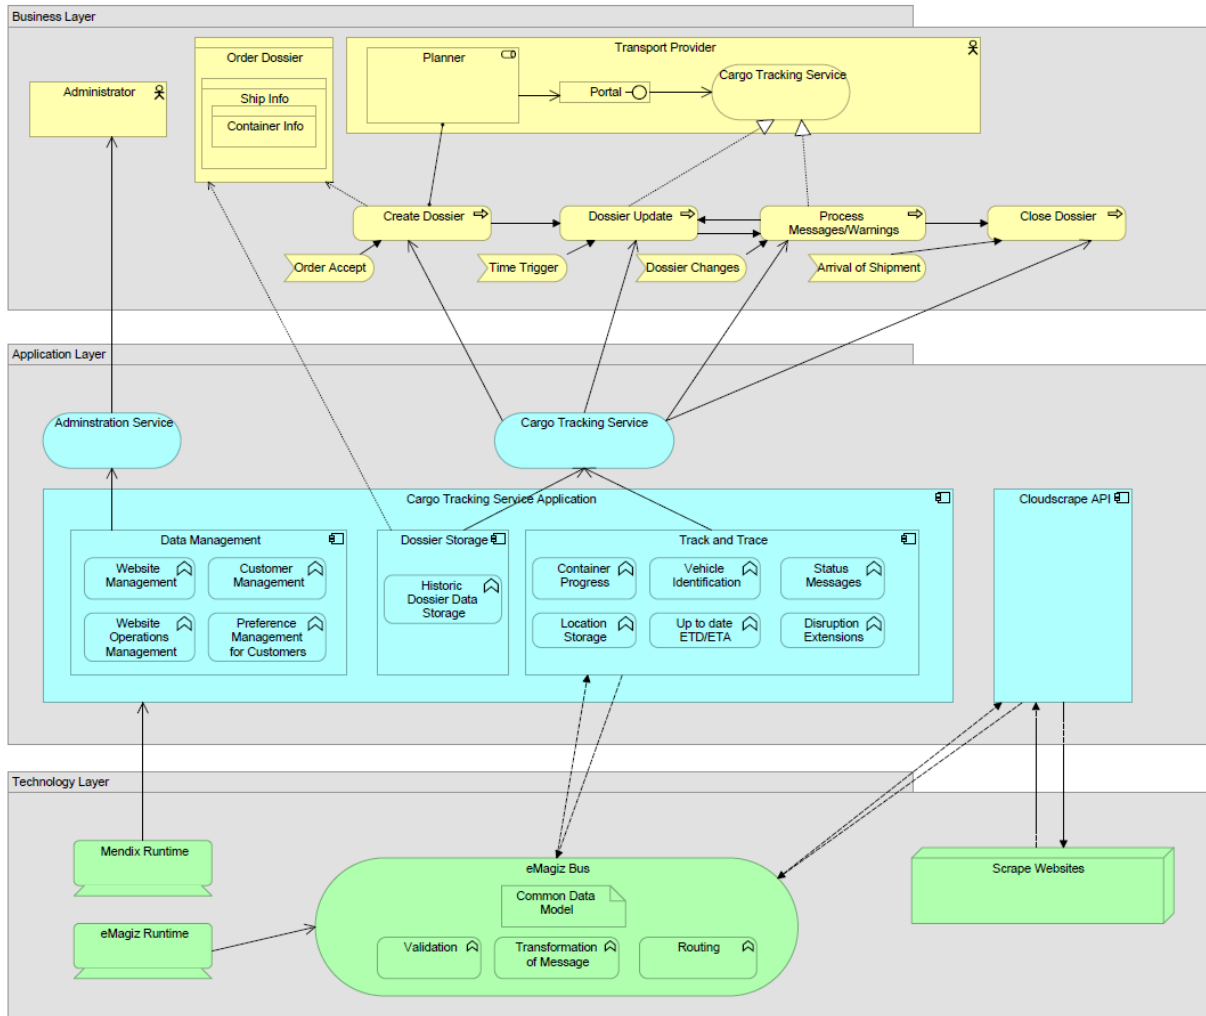 Business Layer
Order Dossier
Ship Info
Container Info
Transport Provider
Planner
Portal
Cargo Tracking Service
Administrator
Create Dossier
Dossier Update
Process
Messages/Warnings
Close Dossier
Order Accept
Time Trigger
Dossier Changes
Arrival of Shipment
Application Layer
Adminstration Service
Cargo Tracking Service
Cargo Tracking Service Application
Cloudscrape API
Data Management
Website
Management
Customer
Management
Website
Operations
Management
Preference
Management
for Customers
Dossier Storage
Historic
Dossier Data
Storage
Track and Trace
Container
Progress
Vehicle
Identification
Status
Messages
Location
Storage
Up to date
ETD/ETA
Disruption
Extensions
Technology Layer
Mendix Runtime
eMagiz Runtime
eMagiz Bus
Common Data
Model
Validation
Transformation
of Message
Routing
Scrape Websites